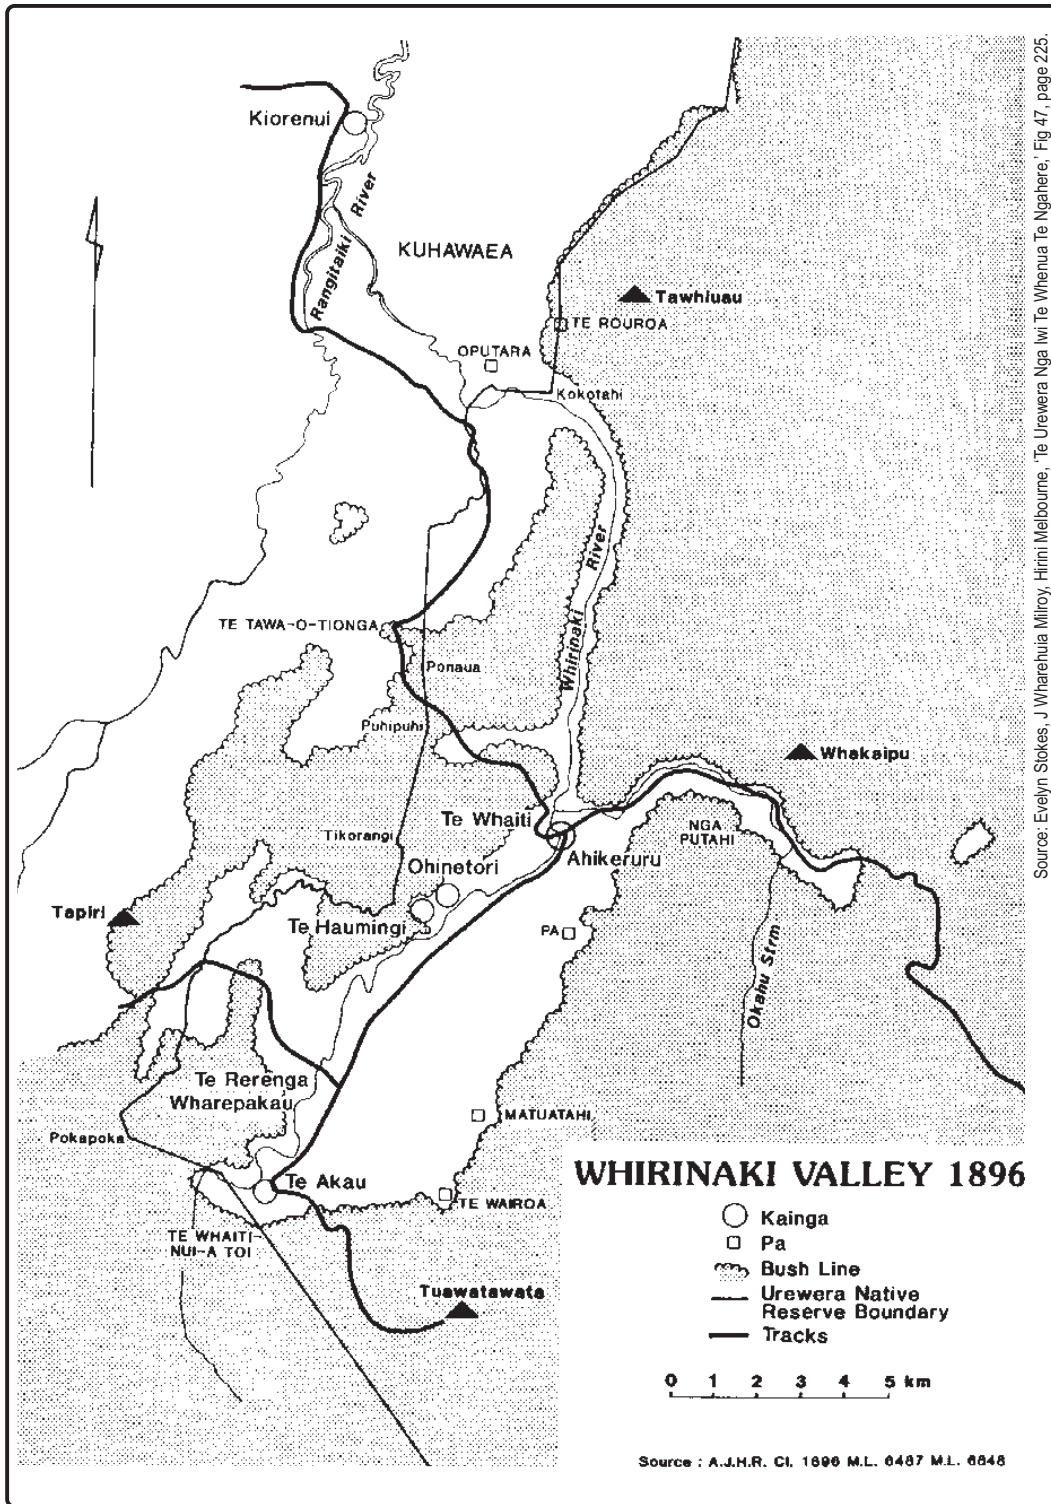 Kiorenui
Rangitaiki River
KUHAWAEA
Tawhiuau
TE ROUROA
OPUTARA
Kokotahi
Whirinaki River
TE TAWA-O-TIONGA
Ponaua
Puhipuhi
Whakaipu
Te Whaiti
NGA
PUTAHI
Tikorangi
Ahikeruru
Ohinetori
Tapiri
Te Haumingi
PA
Okahu Strm
Te Rerenga
Wharepakau
MATUATAHI
Pokapoka
Te Akau
TE WAIROA
TE WHAITI-
NUI-A TOI
Tuawatawata
WHIRINAKI VALLEY 1896
Kainga
Pa
Bush Line
Urewera Native
Reserve Boundary
Tracks
0 1 2 3 4 5 km
Source : A.J.H.R. CI. 1896 M.L. 6487 M.L. 6848
Source: Evelyn Stokes, J Wharehuia Milroy, Hirini Melbourne, 'Te Urewera Nga Iwi Te Whenua Te Ngahere,' Fig 47, page 225.